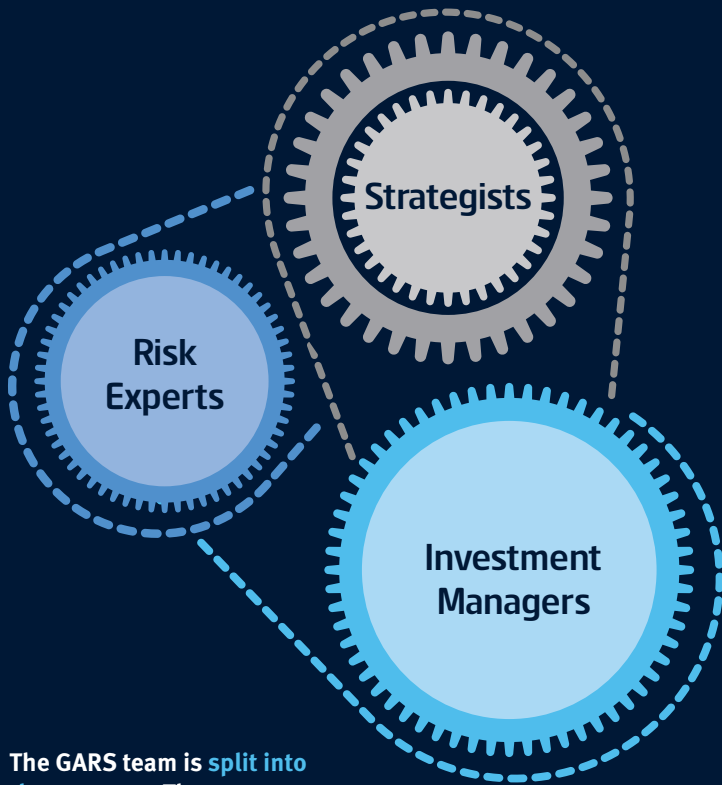 Strategists
Risk
Experts
Investment
Managers
The GARS team is split into